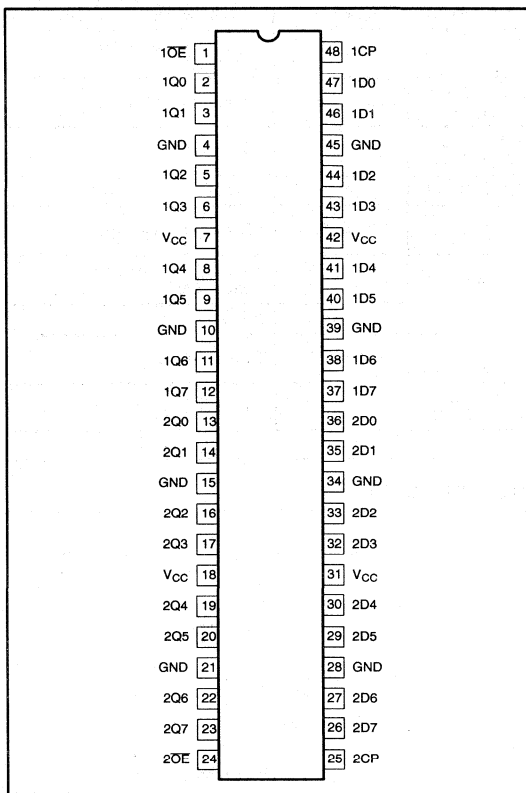 1O̅E̅ 1 48 1CP
1Q0 2 47 1D0
1Q1 3 46 1D1
GND 4 45 GND
1Q2 5 44 1D2
1Q3 6 43 1D3
VCC 7 42 VCC
1Q4 8 41 1D4
1Q5 9 40 1D5
GND 10 39 GND
1Q6 11 38 1D6
1Q7 12 37 1D7
2Q0 13 36 2D0
2Q1 14 35 2D1
GND 15 34 GND
2Q2 16 33 2D2
2Q3 17 32 2D3
VCC 18 31 VCC
2Q4 19 30 2D4
2Q5 20 29 2D5
GND 21 28 GND
2Q6 22 27 2D6
2Q7 23 26 2D7
2O̅E̅ 24 25 2CP